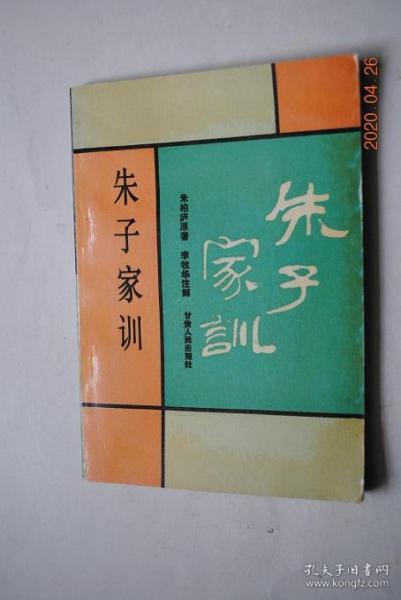 朱子家训
朱子
家訓
朱柏庐原著 李牧华注解 甘肃人民出版社
2020.04.26
孔夫子旧书网
www.kongfz.com